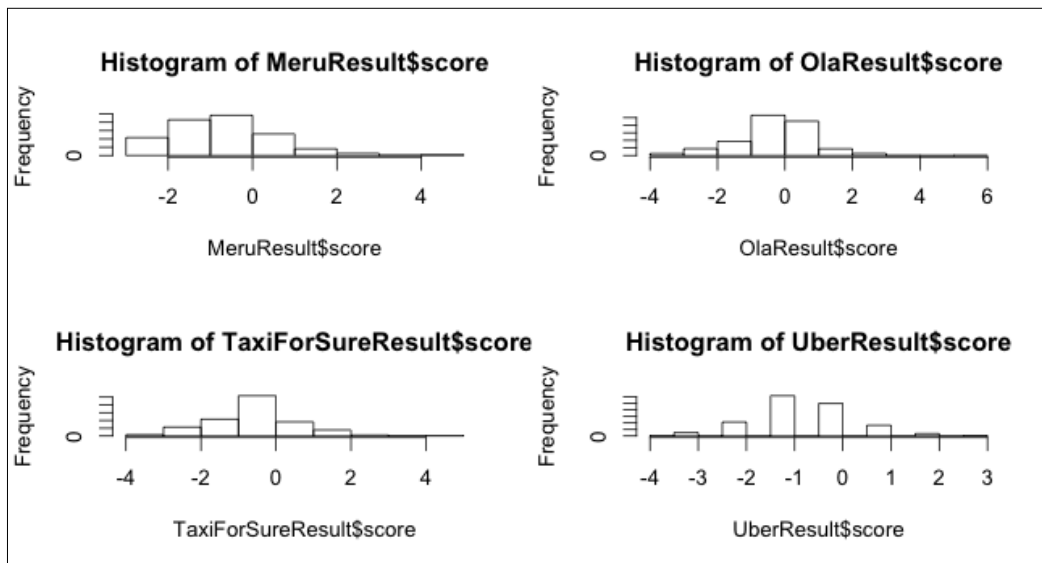 Histogram of MeruResult$score
Frequency
0
-2 0 2 4
MeruResult$score
Histogram of OlaResult$score
Frequency
0
-4 -2 0 2 4 6
OlaResult$score
Histogram of TaxiForSureResult$score
Frequency
0
-4 -2 0 2 4
TaxiForSureResult$score
Histogram of UberResult$score
Frequency
0
-4 -3 -2 -1 0 1 2 3
UberResult$score